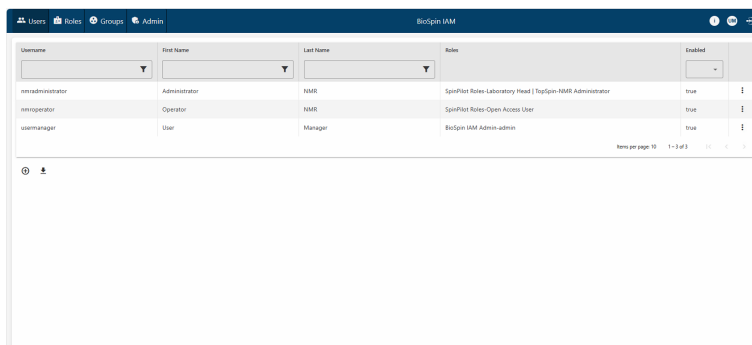 Users Roles Groups Admin BioSpin IAM i UM
Username First Name Last Name Roles Enabled
nmradministrator Administrator NMR SpinPilot Roles-Laboratory Head | TopSpin-NMR Administrator true
nmroperator Operator NMR SpinPilot Roles-Open Access User true
usermanager User Manager BioSpin IAM Admin-admin true
Items per page: 10 1 – 3 of 3